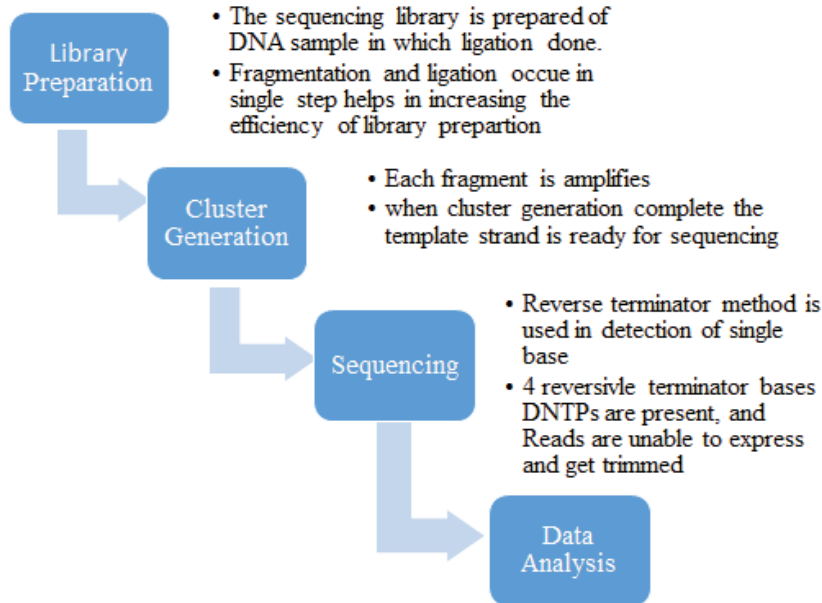 Library
Preparation
• The sequencing library is prepared of
DNA sample in which ligation done.
• Fragmentation and ligation occue in
single step helps in increasing the
efficiency of library prepartion
Cluster
Generation
• Each fragment is amplifies
• when cluster generation complete the
template strand is ready for sequencing
Sequencing
• Reverse terminator method is
used in detection of single
base
• 4 reversivle terminator bases
DNTPs are present, and
Reads are unable to express
and get trimmed
Data
Analysis